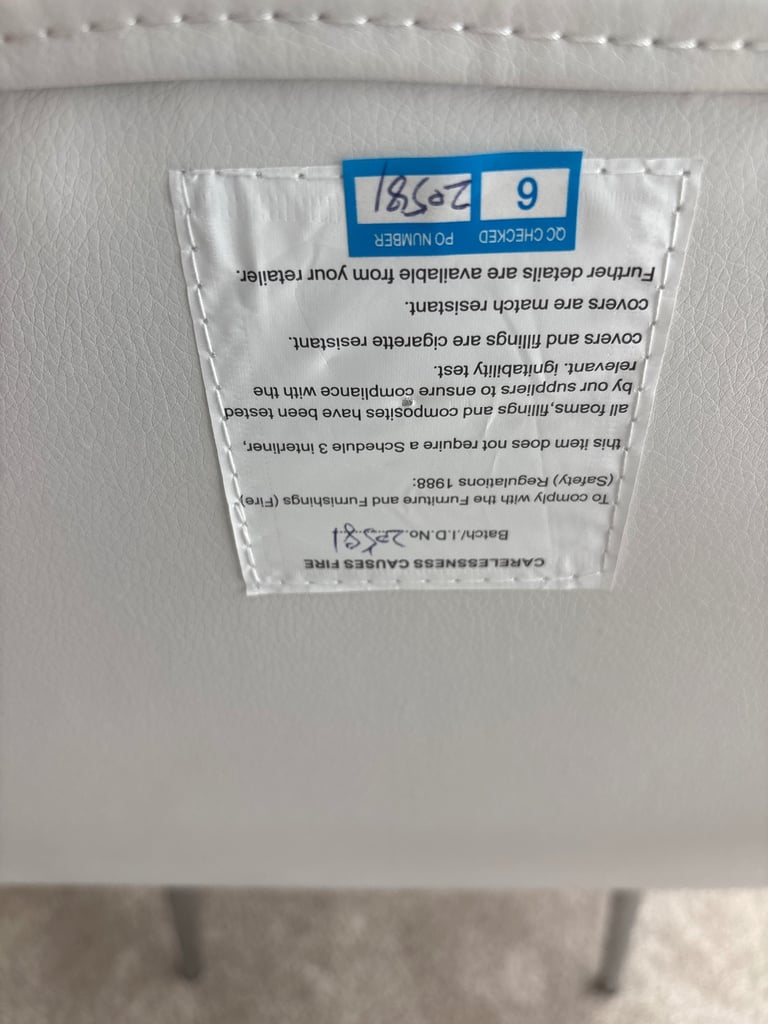 CARELESSNESS CAUSES FIRE
Batch/I.D.No.20581
To comply with the Furniture and Furnishings (Fire)
(Safety) Regulations 1988:
this item does not require a Schedule 3 interliner,
all foams,fillings and composites have been tested
by our suppliers to ensure compliance with the
relevant. ignitability test.
covers and fillings are cigarette resistant.
covers are match resistant.
Further details are available from your retailer.
QC CHECKED PO NUMBER
9 20581